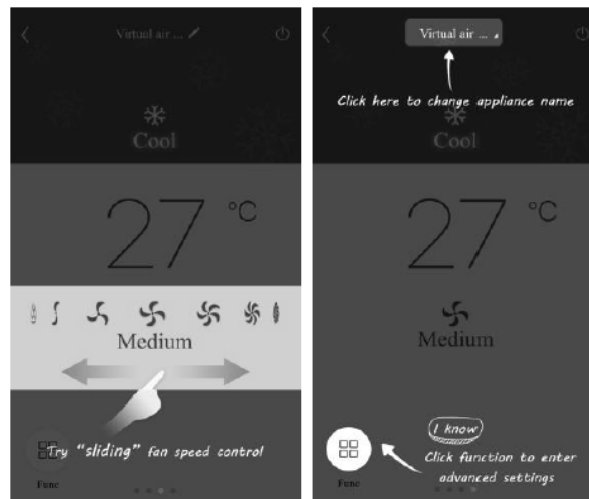 Virtual air ...
Cool
27 °C
Medium
Try "sliding" fan speed control
Func
Virtual air ...
Click here to change appliance name
Cool
27 °C
Medium
I know
Click function to enter
advanced settings
Func